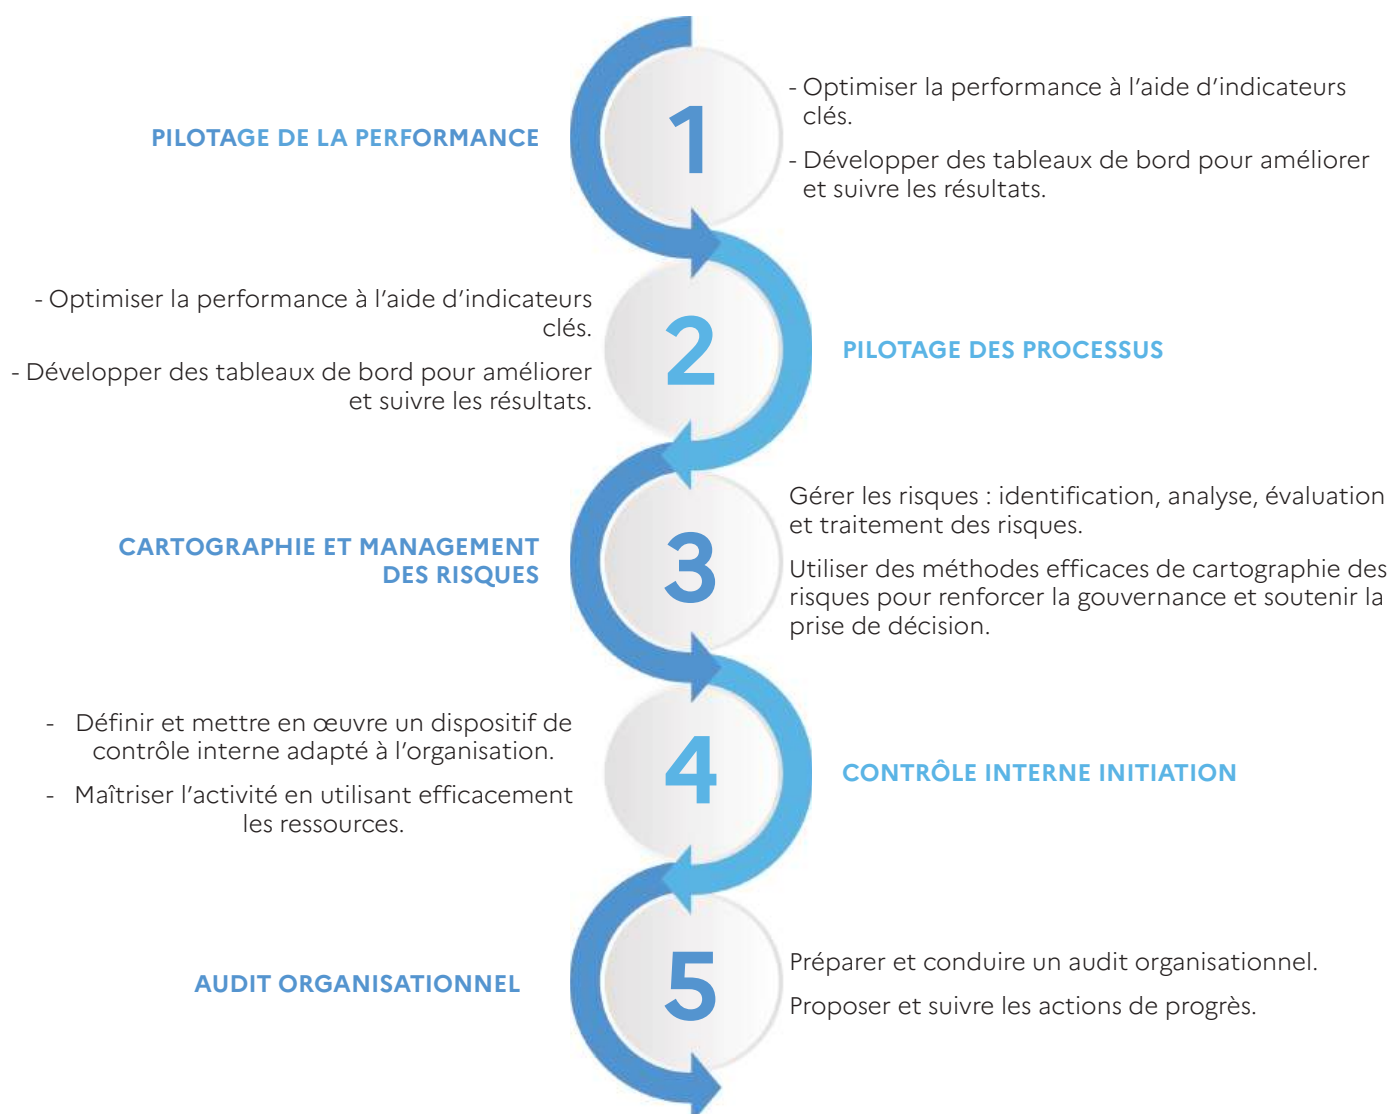 PILOTAGE DE LA PERFORMANCE
1
- Optimiser la performance à l’aide d’indicateurs
clés.
- Développer des tableaux de bord pour améliorer
et suivre les résultats.
- Optimiser la performance à l’aide d’indicateurs
clés.
- Développer des tableaux de bord pour améliorer
et suivre les résultats.
2
PILOTAGE DES PROCESSUS
CARTOGRAPHIE ET MANAGEMENT
DES RISQUES
3
Gérer les risques : identification, analyse, évaluation
et traitement des risques.
Utiliser des méthodes efficaces de cartographie des
risques pour renforcer la gouvernance et soutenir la
prise de décision.
- Définir et mettre en œuvre un dispositif de
contrôle interne adapté à l’organisation.
- Maîtriser l’activité en utilisant efficacement
les ressources.
4
CONTRÔLE INTERNE INITIATION
AUDIT ORGANISATIONNEL
5
Préparer et conduire un audit organisationnel.
Proposer et suivre les actions de progrès.